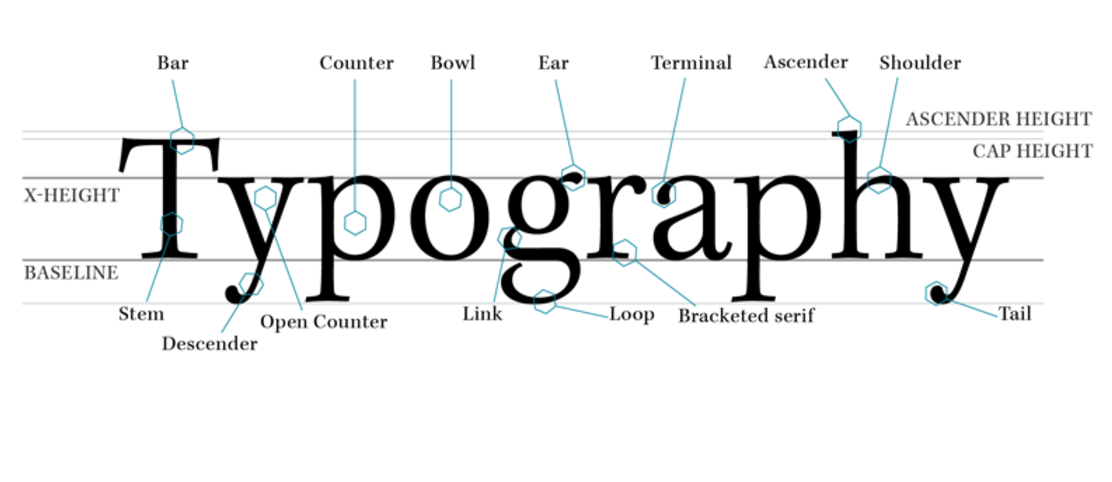 Bar
Counter
Bowl
Ear
Terminal
Ascender
Shoulder
ASCENDER HEIGHT
CAP HEIGHT
X-HEIGHT
Typography
BASELINE
Stem
Descender
Open Counter
Link
Loop
Bracketed serif
Tail